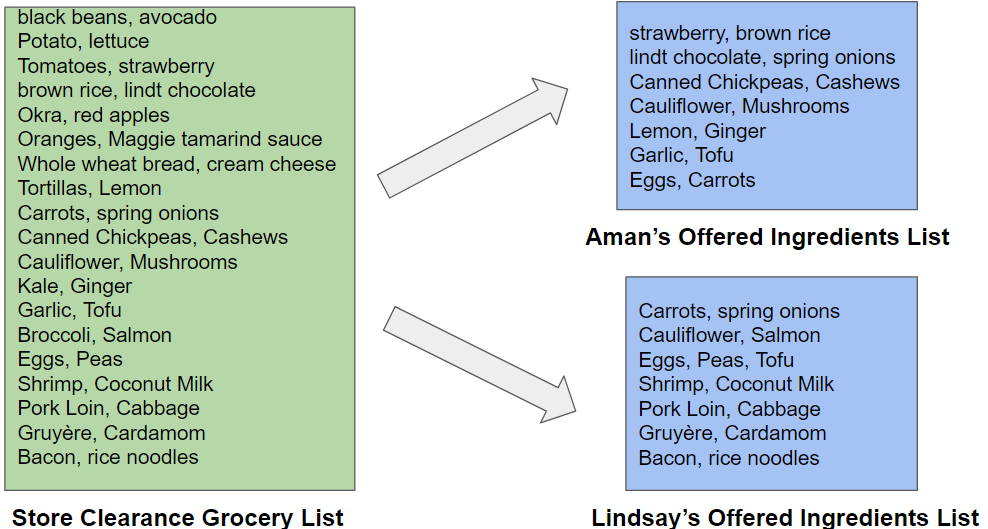 black beans, avocado
Potato, lettuce
Tomatoes, strawberry
brown rice, lindt chocolate
Okra, red apples
Oranges, Maggie tamarind sauce
Whole wheat bread, cream cheese
Tortillas, Lemon
Carrots, spring onions
Canned Chickpeas, Cashews
Cauliflower, Mushrooms
Kale, Ginger
Garlic, Tofu
Broccoli, Salmon
Eggs, Peas
Shrimp, Coconut Milk
Pork Loin, Cabbage
Gruyère, Cardamom
Bacon, rice noodles
Store Clearance Grocery List
strawberry, brown rice
lindt chocolate, spring onions
Canned Chickpeas, Cashews
Cauliflower, Mushrooms
Lemon, Ginger
Garlic, Tofu
Eggs, Carrots
Aman's Offered Ingredients List
Carrots, spring onions
Cauliflower, Salmon
Eggs, Peas, Tofu
Shrimp, Coconut Milk
Pork Loin, Cabbage
Gruyère, Cardamom
Bacon, rice noodles
Lindsay's Offered Ingredients List